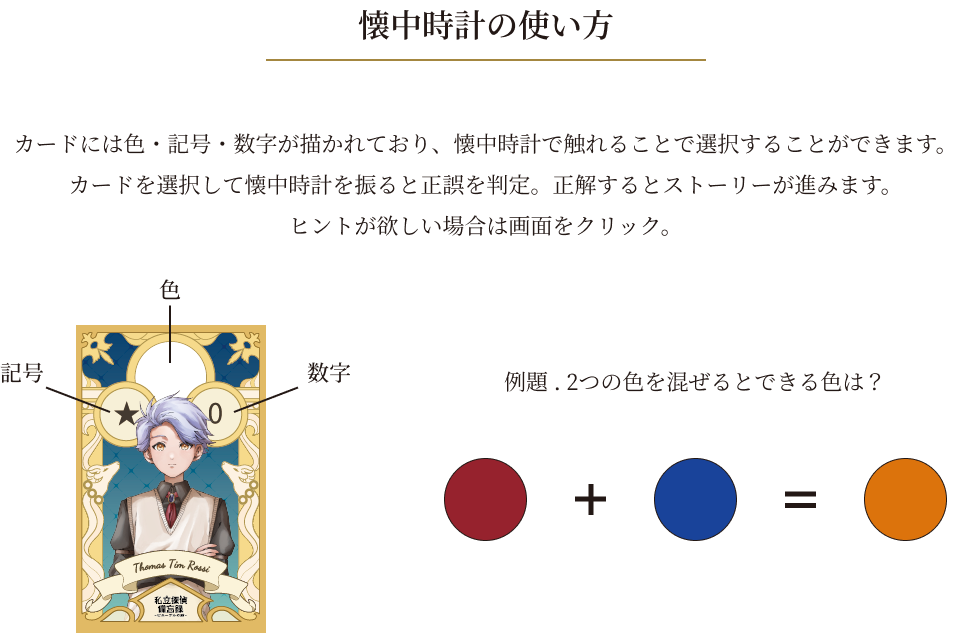 懐中時計の使い方
カードには色・記号・数字が描かれており、懐中時計で触れることで選択することができます。
カードを選択して懐中時計を振ると正誤を判定。正解するとストーリーが進みます。
ヒントが欲しい場合は画面をクリック。
色
記号
数字
例題 . 2つの色を混ぜるとできる色は？
★
0
+
=
Thomas Tim Rossi
私立探偵
備忘録